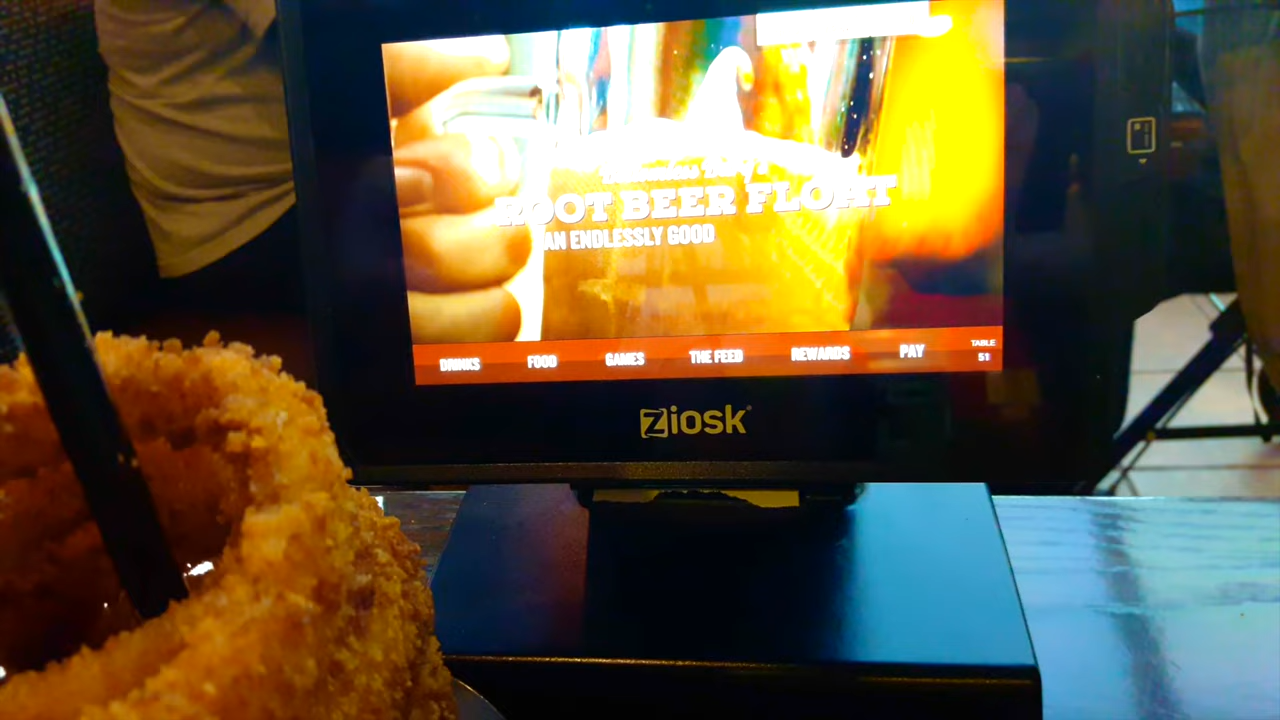 ROOT BEER FLOAT
AN ENDLESSLY GOOD
DRINKS FOOD GAMES THE FEED REWARDS PAY
TABLE
51
Ziosk